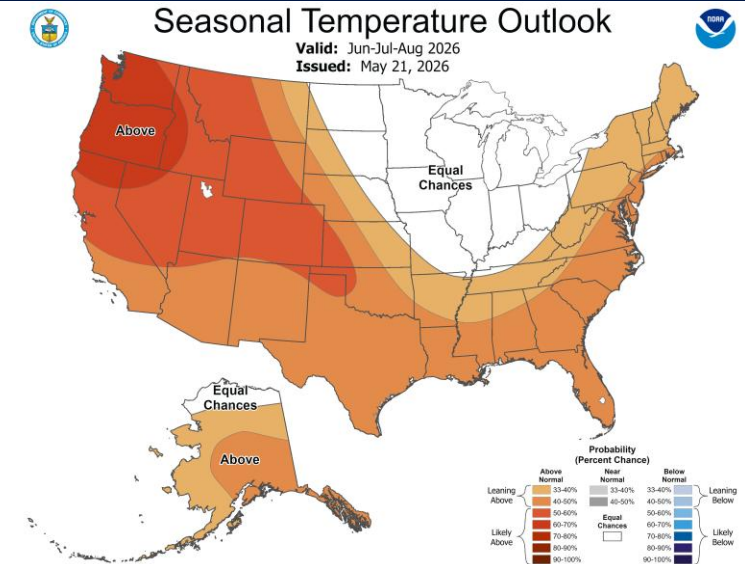 Seasonal Temperature Outlook
Valid: Jun-Jul-Aug 2026
Issued: May 21, 2026
NOAA
Above
Equal
Chances
Equal
Chances
Above
Probability
(Percent Chance)
Above
Normal
Near
Normal
Below
Normal
Leaning
Above
33-40%
33-40%
33-40%
Leaning
Below
40-50%
40-50%
40-50%
Likely
Above
50-60%
Equal
Chances
50-60%
Likely
Below
60-70%
60-70%
70-80%
70-80%
80-90%
80-90%
90-100%
90-100%